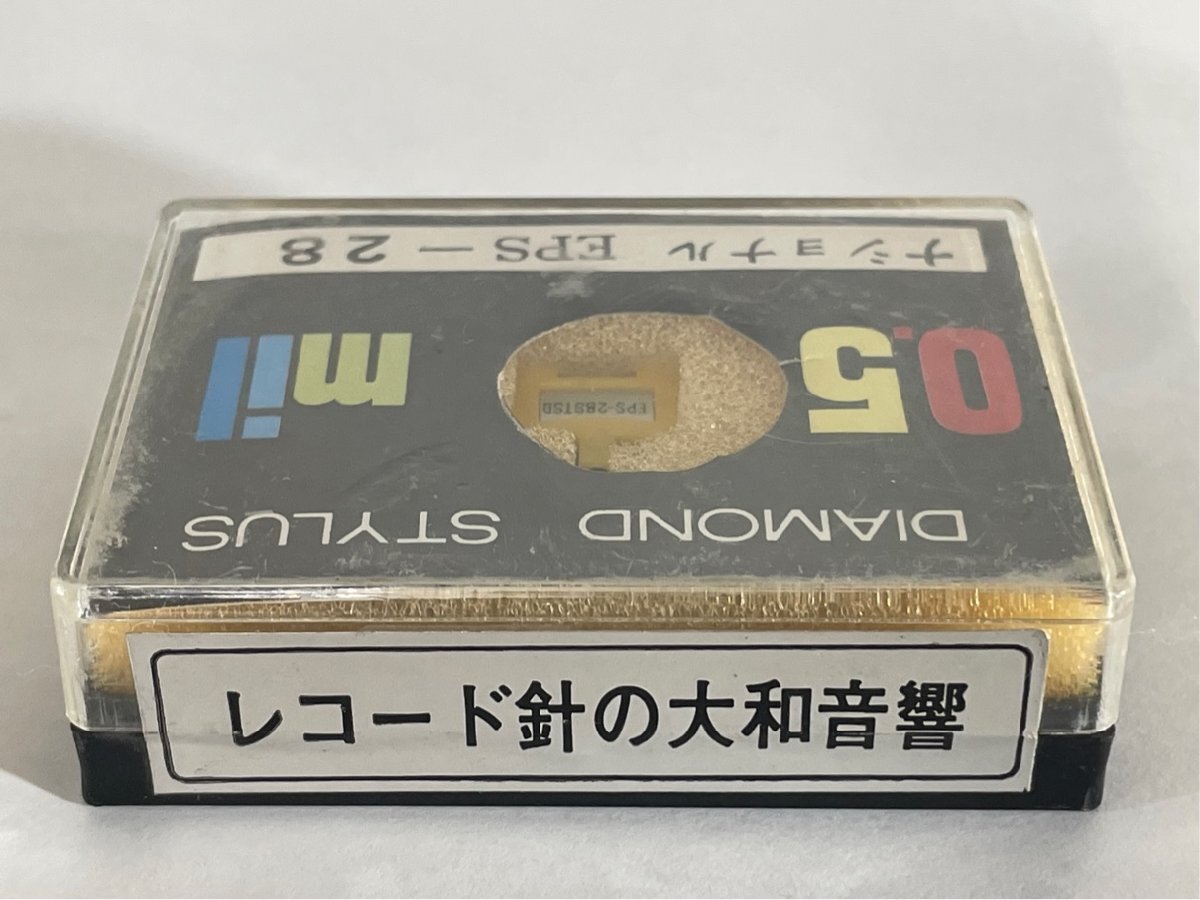 ナショナル EPS-28
0.5 mil
EPS-28STSD
DIAMOND STYLUS
レコード針の大和音響